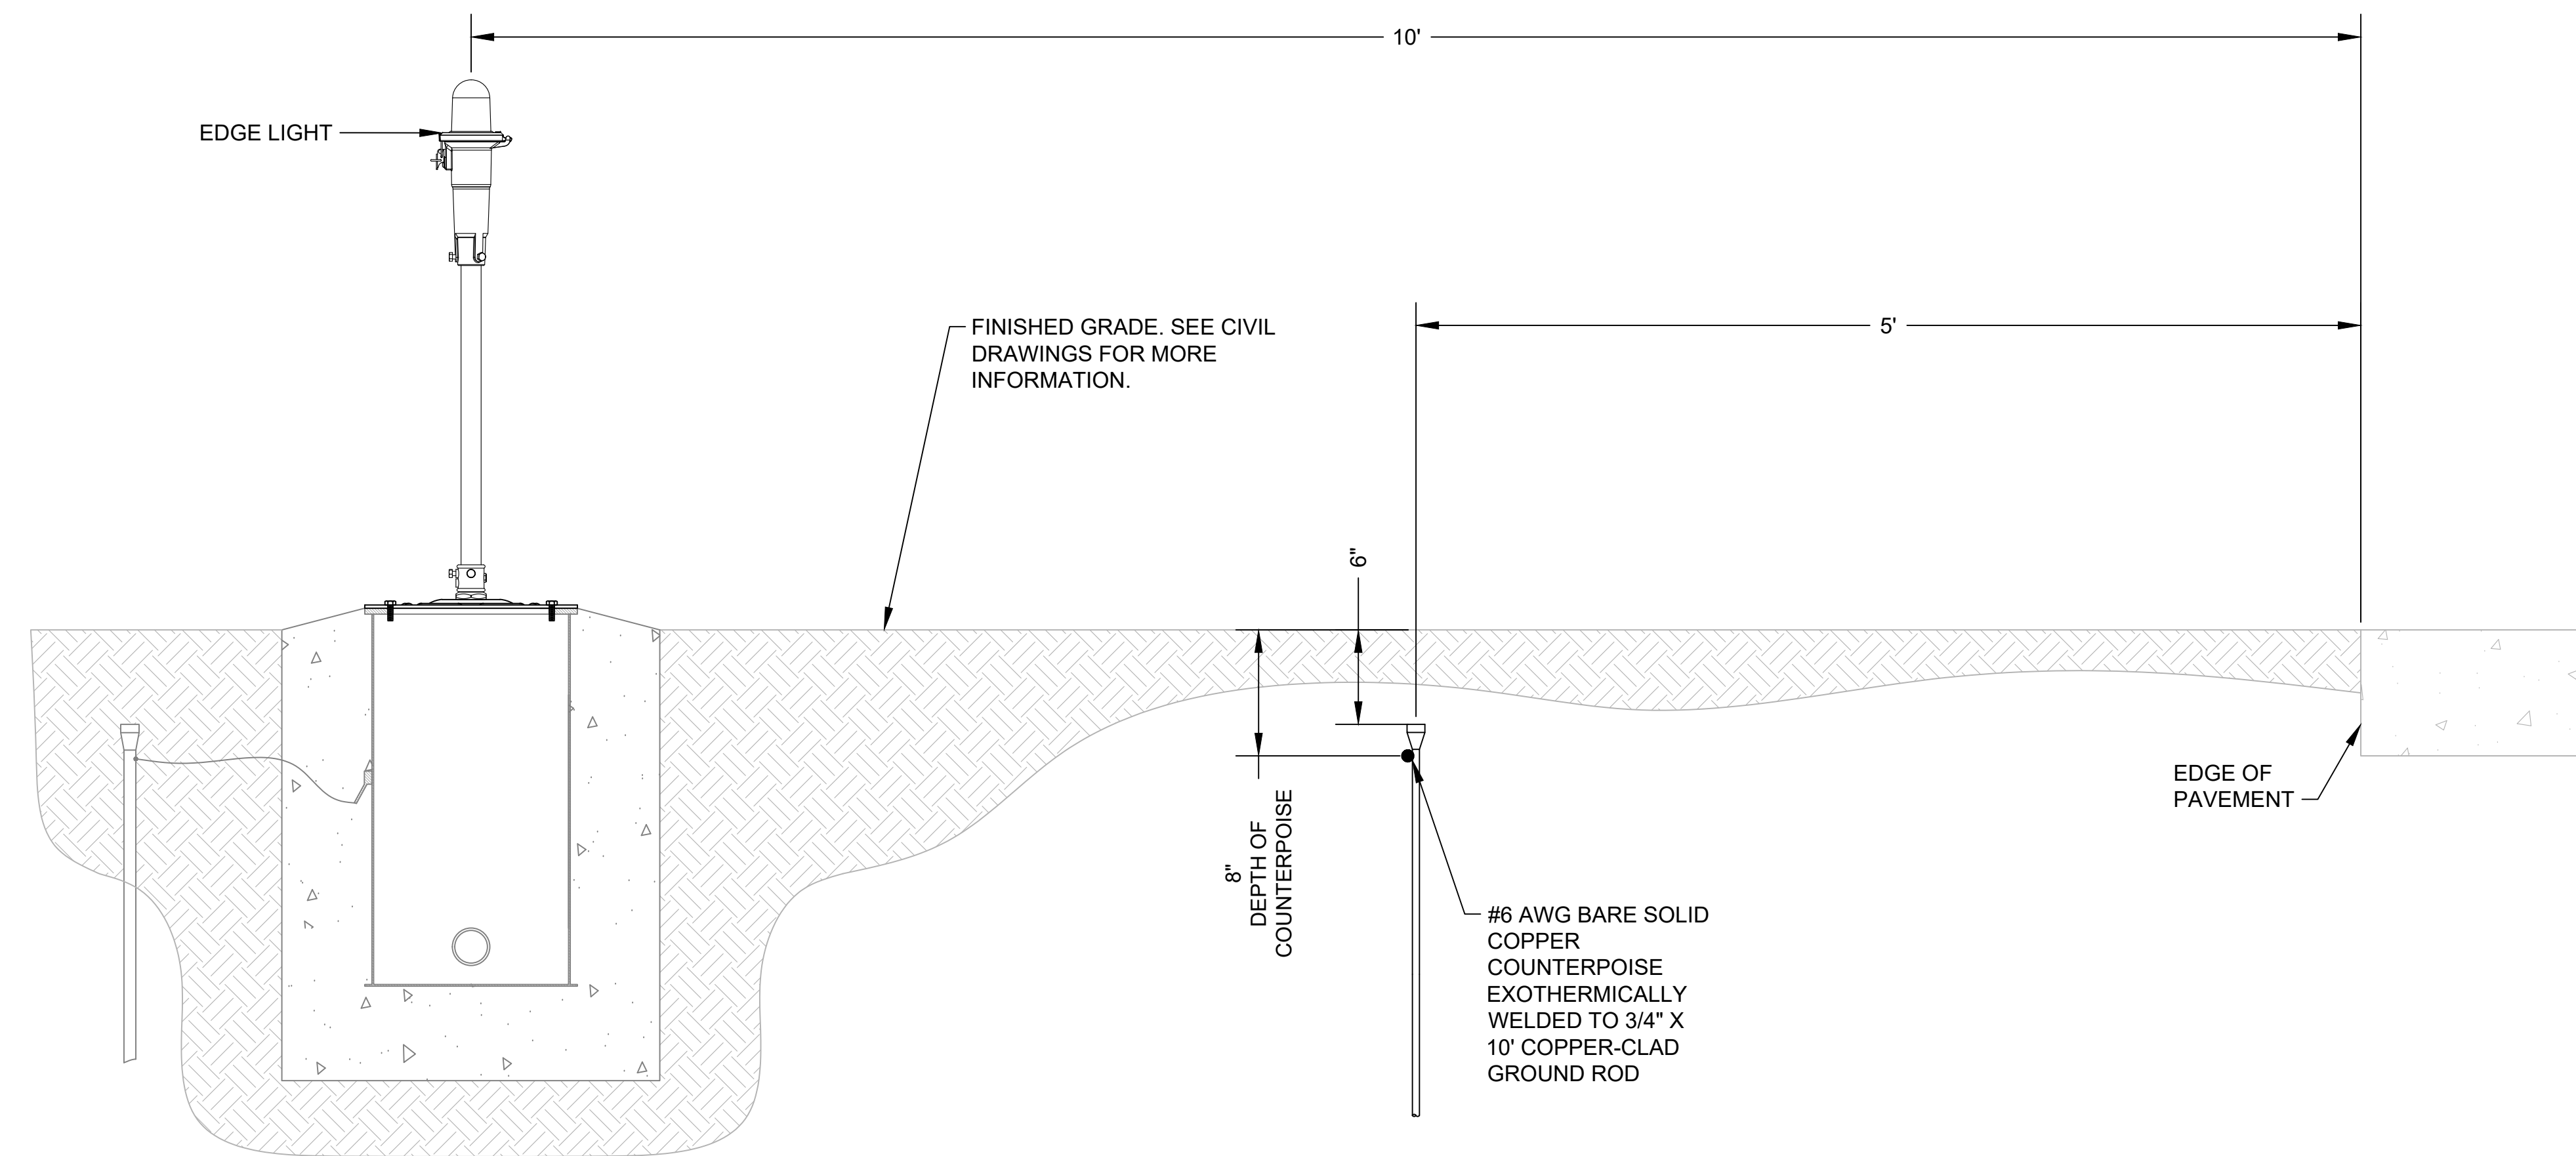 10'
EDGE LIGHT
FINISHED GRADE. SEE CIVIL
DRAWINGS FOR MORE
INFORMATION.
5'
6"
8"
DEPTH OF
COUNTERPOISE
EDGE OF
PAVEMENT
#6 AWG BARE SOLID
COPPER
COUNTERPOISE
EXOTHERMICALLY
WELDED TO 3/4" X
10' COPPER-CLAD
GROUND ROD